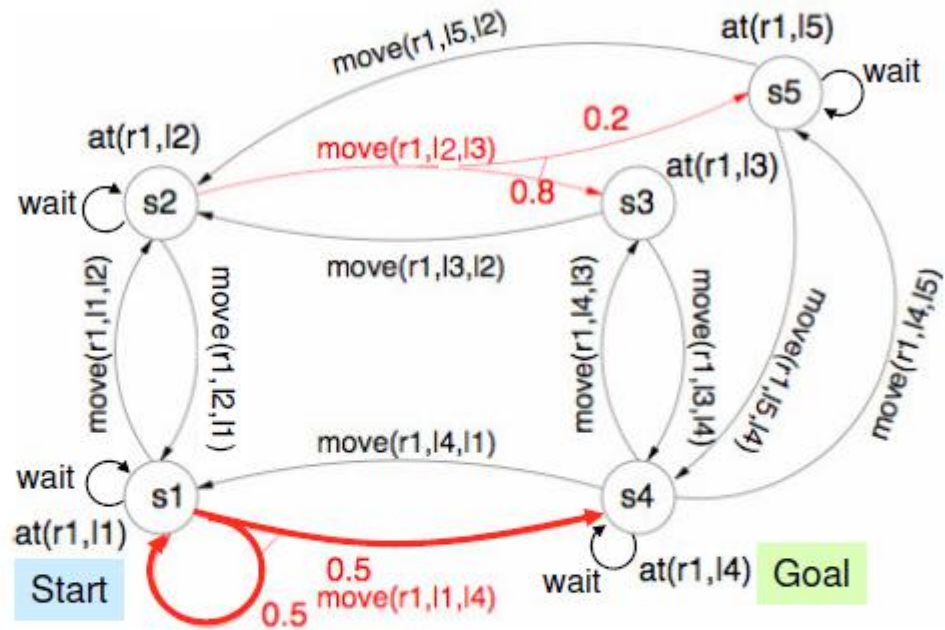 at(r1,l5)
move(r1,l5,l2)
s5
wait
0.2
at(r1,l2)
move(r1,l2,l3)
at(r1,l3)
0.8
wait
s2
s3
move(r1,l3,l2)
move(r1,l1,l2)
move(r1,l2,l1)
move(r1,l4,l3)
move(r1,l3,l4)
move(r1,l5,l4)
move(r1,l4,l5)
move(r1,l4,l1)
wait
s1
s4
at(r1,l1)
0.5
wait
at(r1,l4)
Start
Goal
0.5
move(r1,l1,l4)